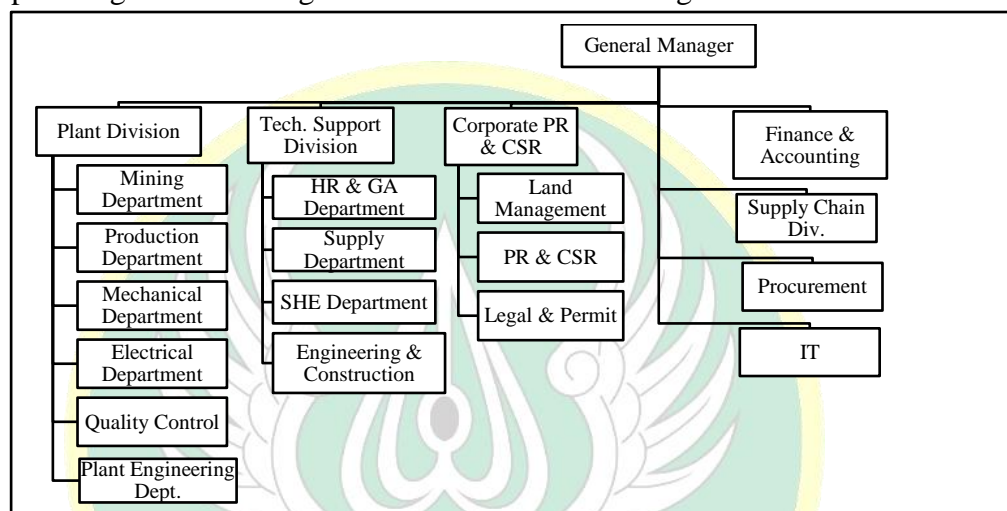 General Manager
Plant Division
Mining
Department
Production
Department
Mechanical
Department
Electrical
Department
Quality Control
Plant Engineering
Dept.
Tech. Support
Division
HR & GA
Department
Supply
Department
SHE Department
Engineering &
Construction
Corporate PR
& CSR
Land
Management
PR & CSR
Legal & Permit
Finance &
Accounting
Supply Chain
Div.
Procurement
IT